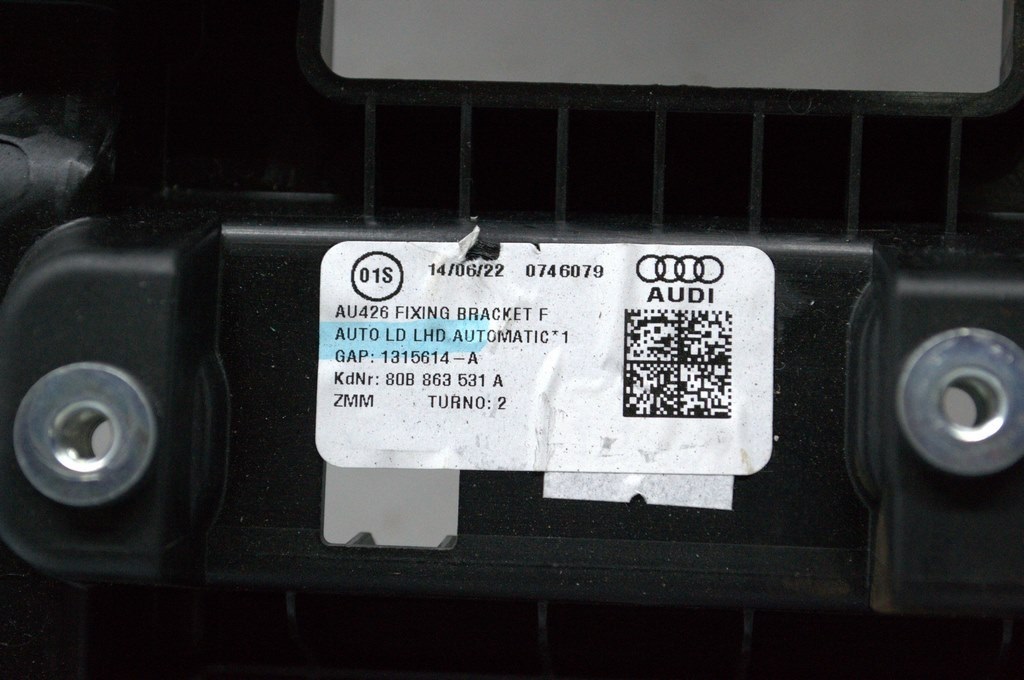 01S 14/06/22 0746079
AUDI
AU426 FIXING BRACKET F
AUTO LD LHD AUTOMATIC*1
GAP: 1315614-A
KdNr: 80B 863 531 A
ZMM TURNO: 2